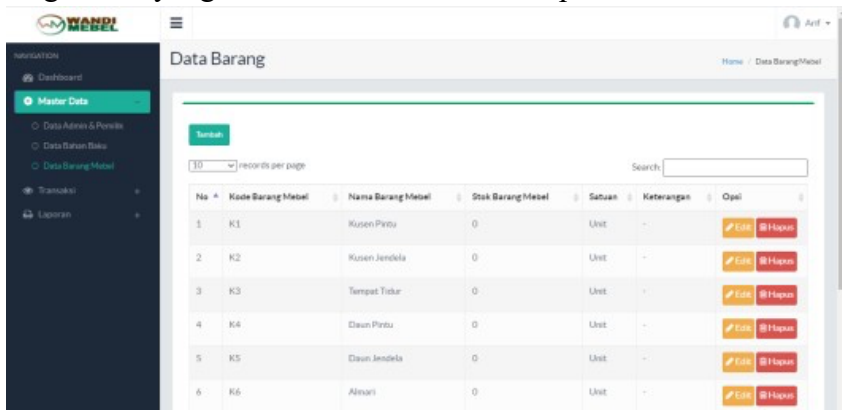 WANDI
MEBEL
Arif
NAVIGATION
Dashboard
Master Data
Data Admin & Pemilik
Data Bahan Baku
Data Barang Mebel
Transaksi
Laporan
Data Barang
Home / Data Barang Mebel
Tambah
10 records per page
Search:
No Kode Barang Mebel Nama Barang Mebel Stok Barang Mebel Satuan Keterangan Opsi
1 K1 Kusen Pintu 0 Unit - Edit Hapus
2 K2 Kusen Jendela 0 Unit - Edit Hapus
3 K3 Tempat Tidur 0 Unit - Edit Hapus
4 K4 Daun Pintu 0 Unit - Edit Hapus
5 K5 Daun Jendela 0 Unit - Edit Hapus
6 K6 Almari 0 Unit - Edit Hapus